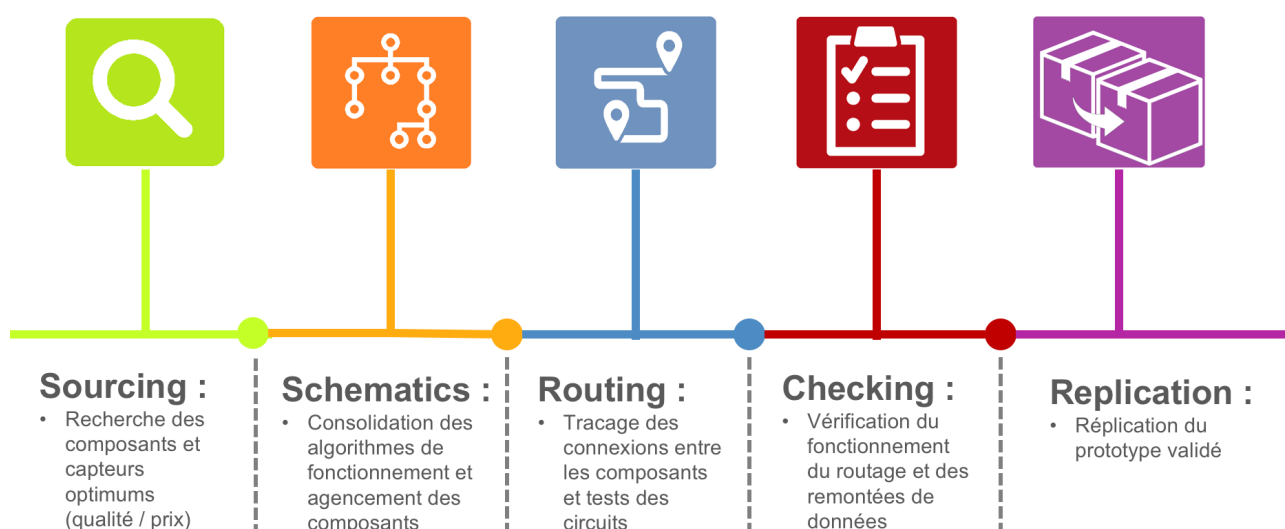 Sourcing :
• Recherche des
composants et
capteurs
optimums
(qualité / prix)
Schematics :
• Consolidation des
algorithmes de
fonctionnement et
agencement des
composants
Routing :
• Tracage des
connexions entre
les composants
et tests des
circuits
Checking :
• Vérification du
fonctionnement
du routage et des
remontées de
données
Replication :
• Réplication du
prototype validé